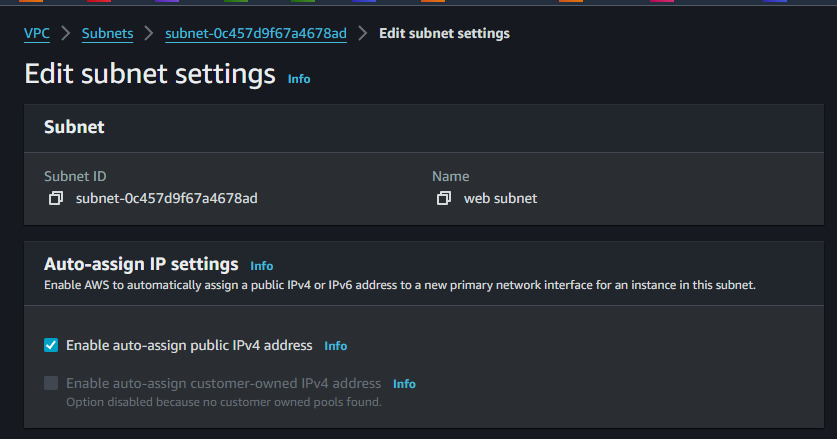 VPC > Subnets > subnet-0c457d9f67a4678ad > Edit subnet settings
Edit subnet settings Info
Subnet
Subnet ID Name
subnet-0c457d9f67a4678ad web subnet
Auto-assign IP settings Info
Enable AWS to automatically assign a public IPv4 or IPv6 address to a new primary network interface for an instance in this subnet.
Enable auto-assign public IPv4 address Info
Enable auto-assign customer-owned IPv4 address Info
Option disabled because no customer owned pools found.